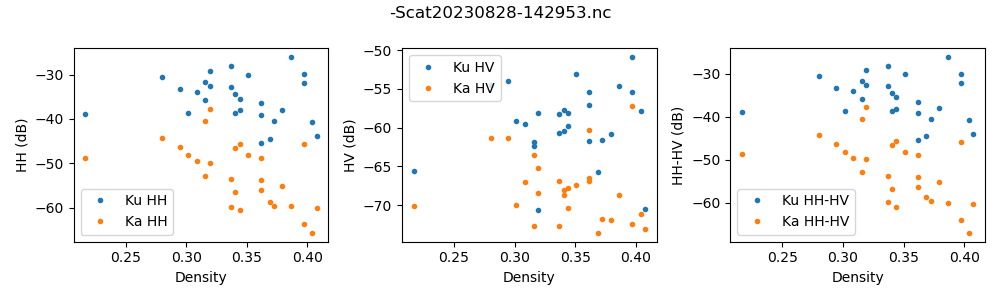 -Scat20230828-142953.nc
HH (dB)
−30
−40
−50
−60
Ku HH
Ka HH
0.25 0.30 0.35 0.40
Density
HV (dB)
−50
−55
−60
−65
−70
Ku HV
Ka HV
0.25 0.30 0.35 0.40
Density
HH-HV (dB)
−30
−40
−50
−60
Ku HH-HV
Ka HH-HV
0.25 0.30 0.35 0.40
Density